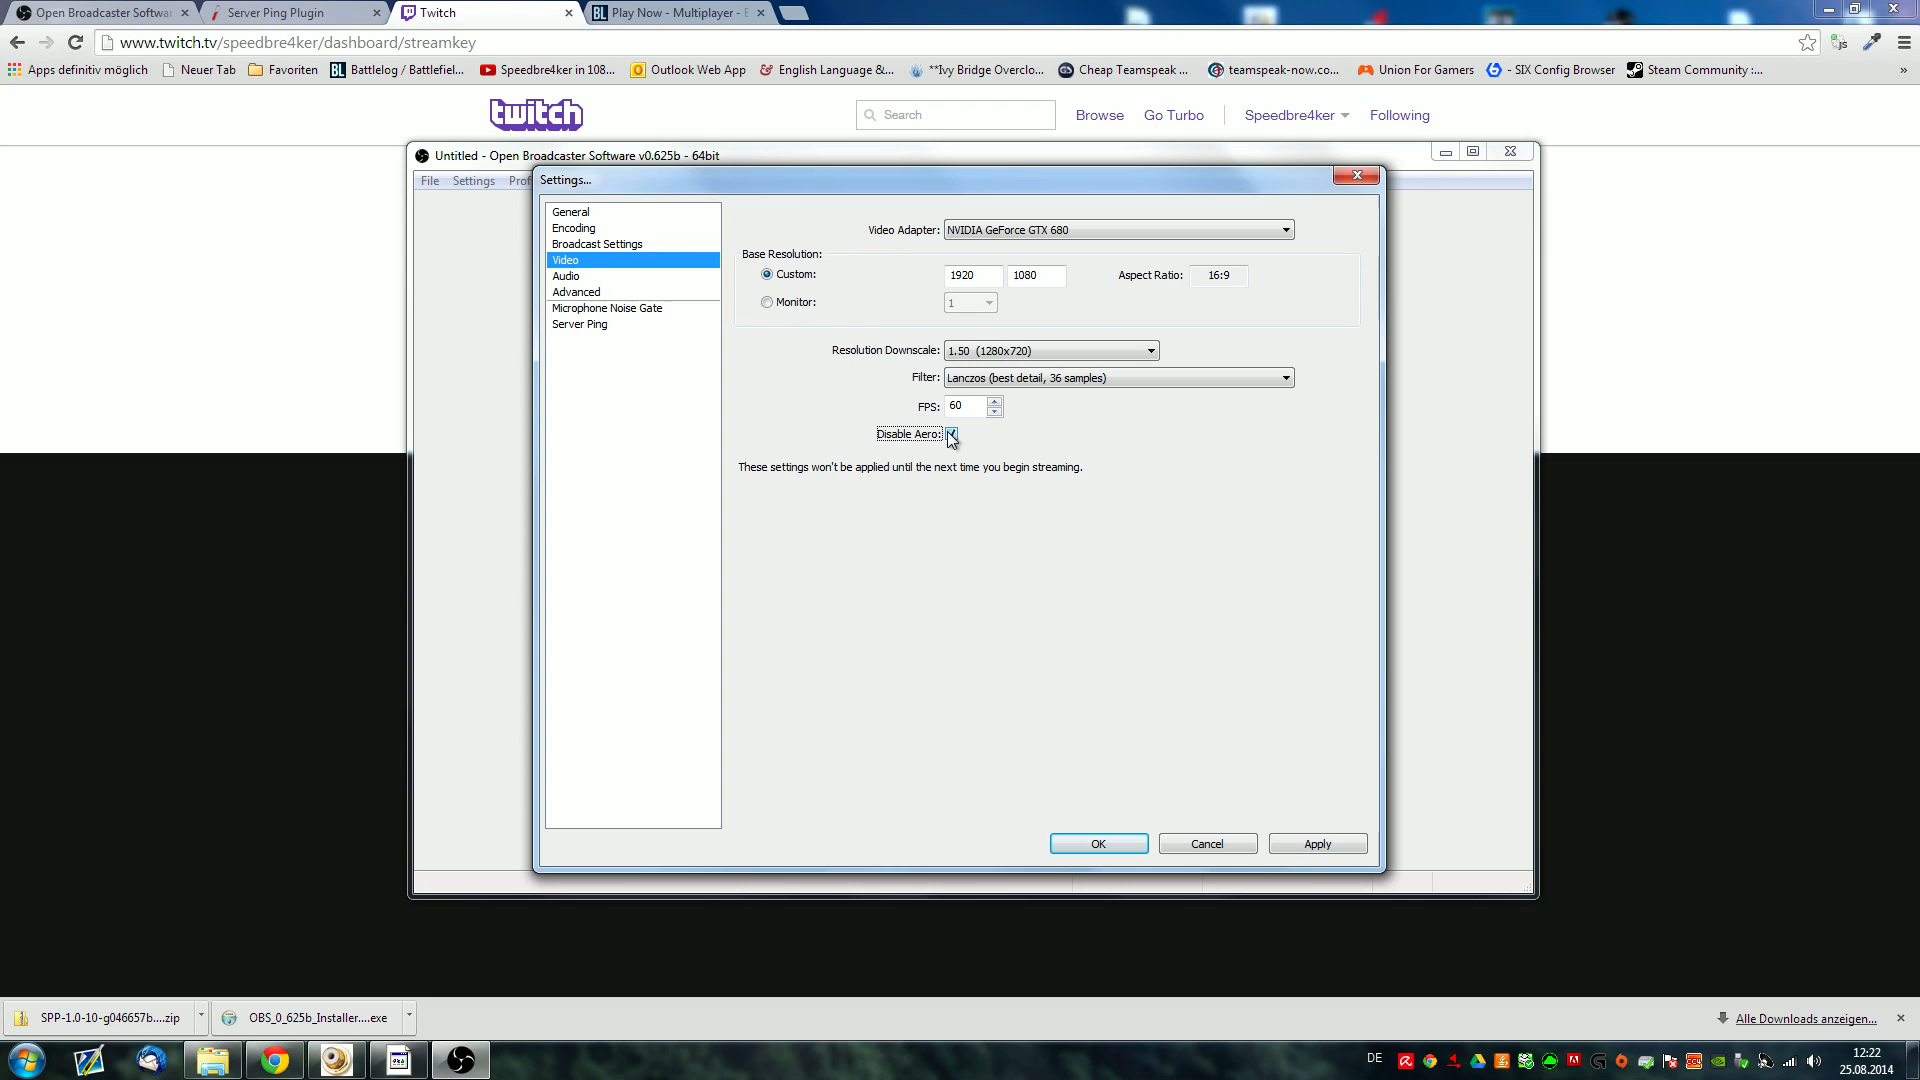 Open Broadcaster Softwar
Server Ping Plugin
Twitch
BL Play Now - Multiplayer - E
www.twitch.tv/speedbre4ker/dashboard/streamkey
js
Apps definitiv möglich
Neuer Tab
Favoriten
BL Battlelog / Battlefiel...
Speedbre4ker in 108...
Outlook Web App
English Language &...
**Ivy Bridge Overclo...
Cheap Teamspeak ...
teamspeak-now.co...
Union For Gamers
- SIX Config Browser
Steam Community :...
»
twitch
Search
Browse
Go Turbo
Speedbre4ker
Following
Untitled - Open Broadcaster Software v0.625b - 64bit
File Settings Prof
Settings...
General
Encoding
Broadcast Settings
Video
Audio
Advanced
Microphone Noise Gate
Server Ping
Video Adapter: NVIDIA GeForce GTX 680
Base Resolution:
Custom: 1920 1080 Aspect Ratio: 16:9
Monitor: 1
Resolution Downscale: 1.50 (1280x720)
Filter: Lanczos (best detail, 36 samples)
FPS: 60
Disable Aero:
These settings won't be applied until the next time you begin streaming.
OK
Cancel
Apply
SPP-1.0-10-g046657b....zip
OBS_0_625b_Installer....exe
Alle Downloads anzeigen...
DE
12:22
25.08.2014